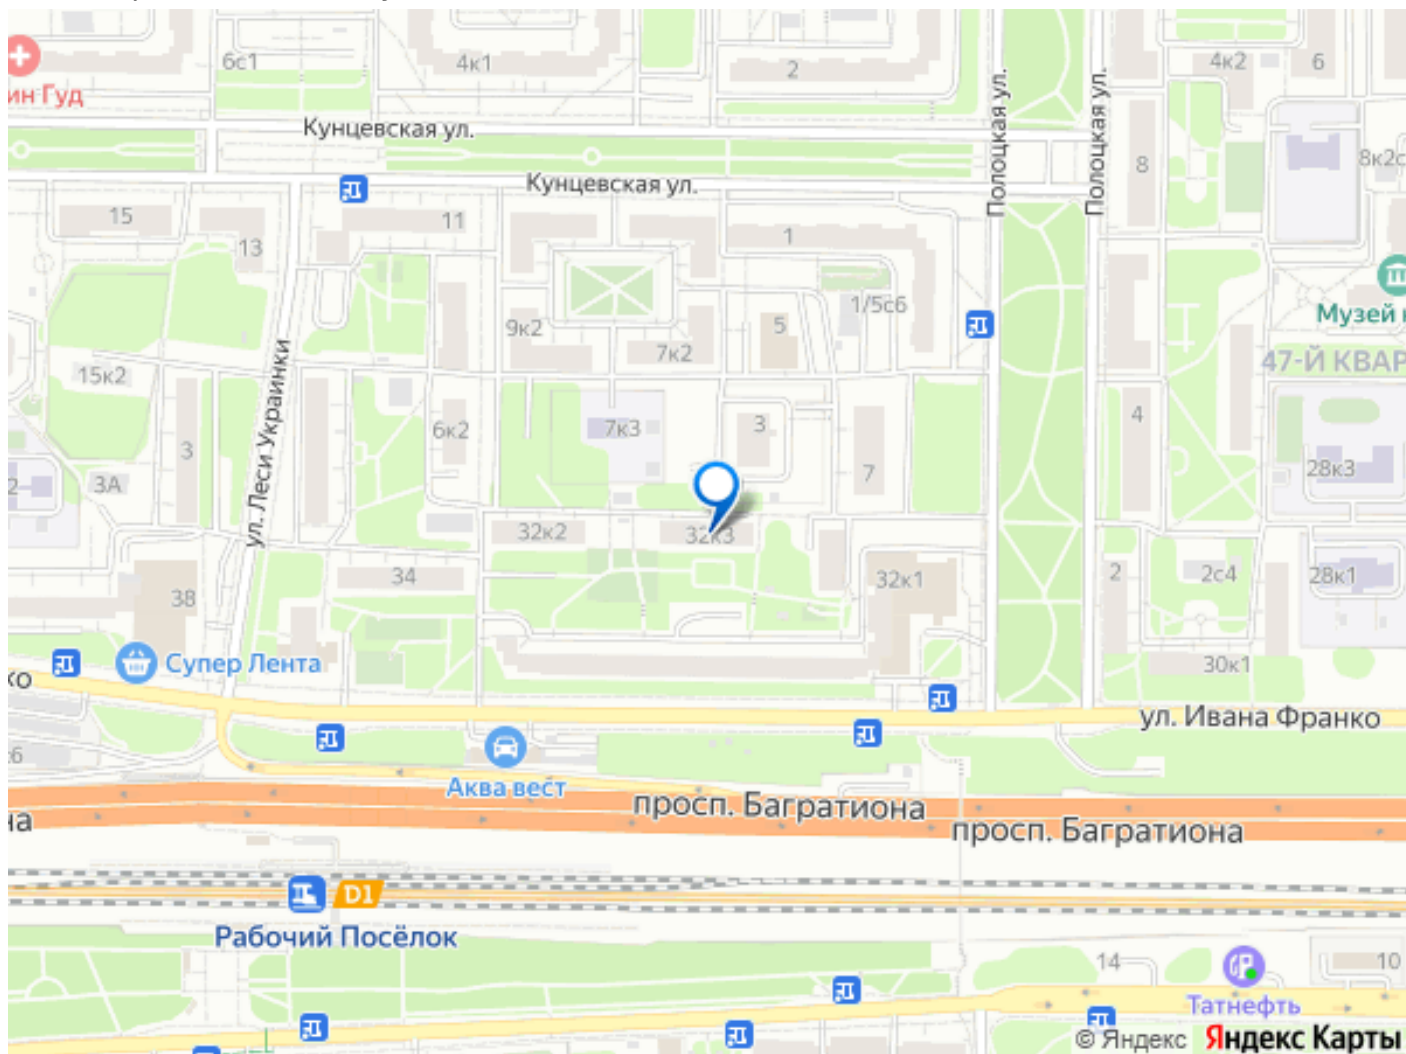 6с1
4к1
2
4к2
6
ин Гуд
Кунцевская ул.
Полоцкая ул.
Полоцкая ул.
8
8к2с
Кунцевская ул.
15
13
11
1
1/5с6
Музей
9к2
7к2
5
47-Й КВАР
15к2
ул. Леси Украинки
3
6к2
7к3
3
7
4
28к3
3А
2
32к2
32к3
34
32к1
2
2с4
28к1
38
Супер Лента
30к1
ко
ул. Ивана Франко
Аква вест
просп. Багратиона
на
просп. Багратиона
D1
Рабочий Посёлок
14
10
Татнефть
© Яндекс Яндекс Карты